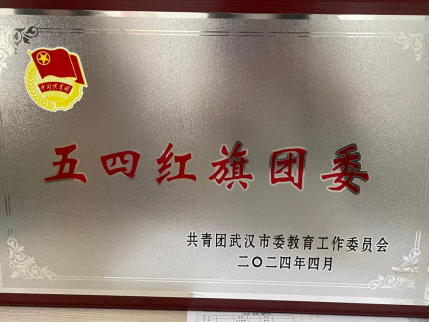 中国共青团
五四红旗团委
共青团武汉市委教育工作委员会
二〇二四年四月